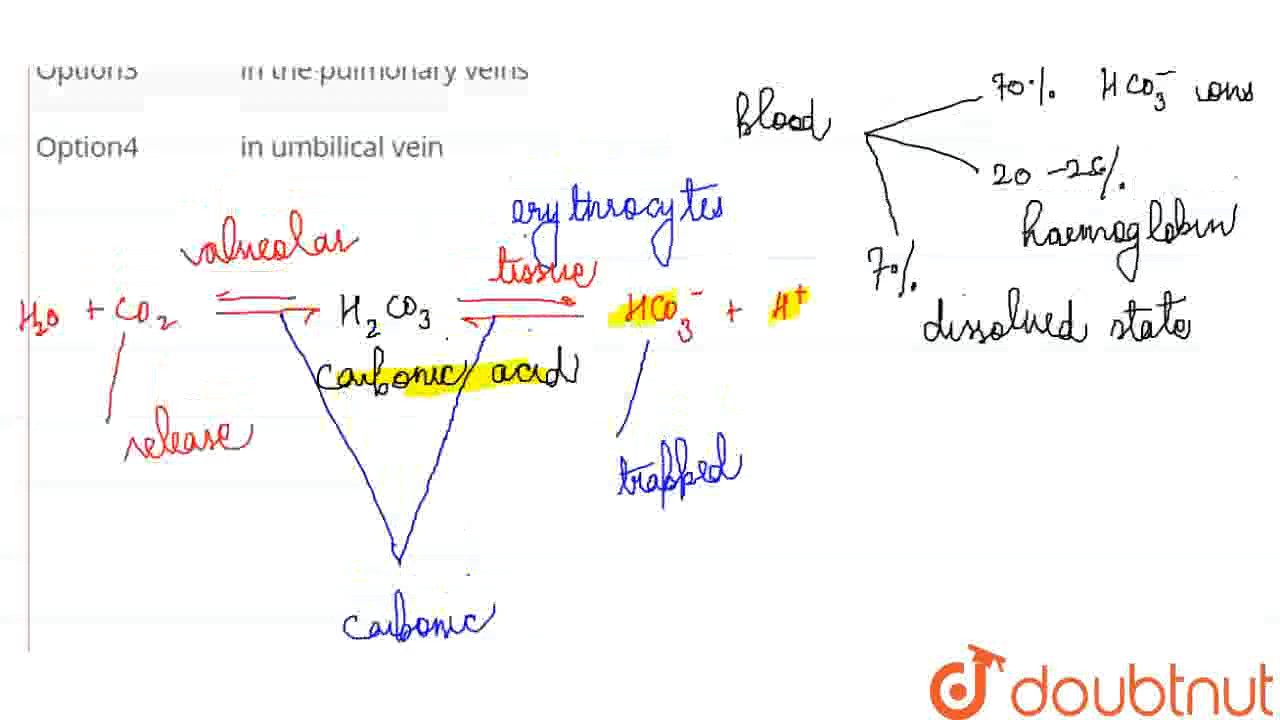 Option3 in the pulmonary veins
Option4 in umbilical vein
Blood
70% HCO3⁻ ions
20-25%
haemoglobin
7%
dissolved state
erythrocytes
alveolar
tissue
H2O + CO2 ⇌ H2CO3 ⇌ HCO3⁻ + H⁺
carbonic acid
release
trapped
carbonic
doubtnut